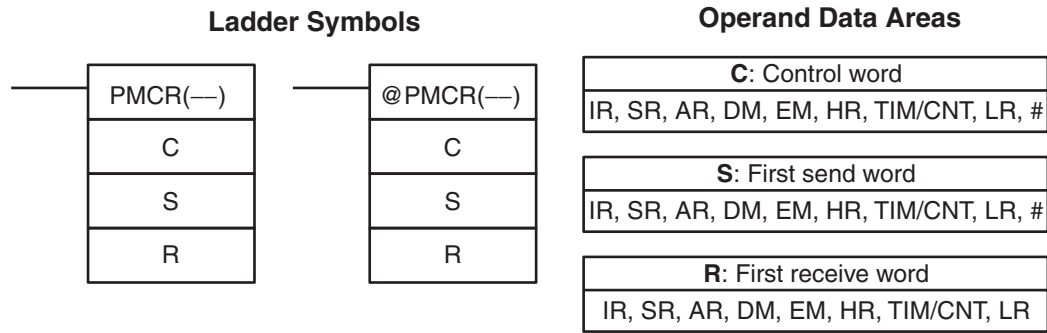 Ladder Symbols
PMCR(––)
C
S
R
@PMCR(––)
C
S
R
Operand Data Areas
C: Control word
IR, SR, AR, DM, EM, HR, TIM/CNT, LR, #
S: First send word
IR, SR, AR, DM, EM, HR, TIM/CNT, LR, #
R: First receive word
IR, SR, AR, DM, EM, HR, TIM/CNT, LR